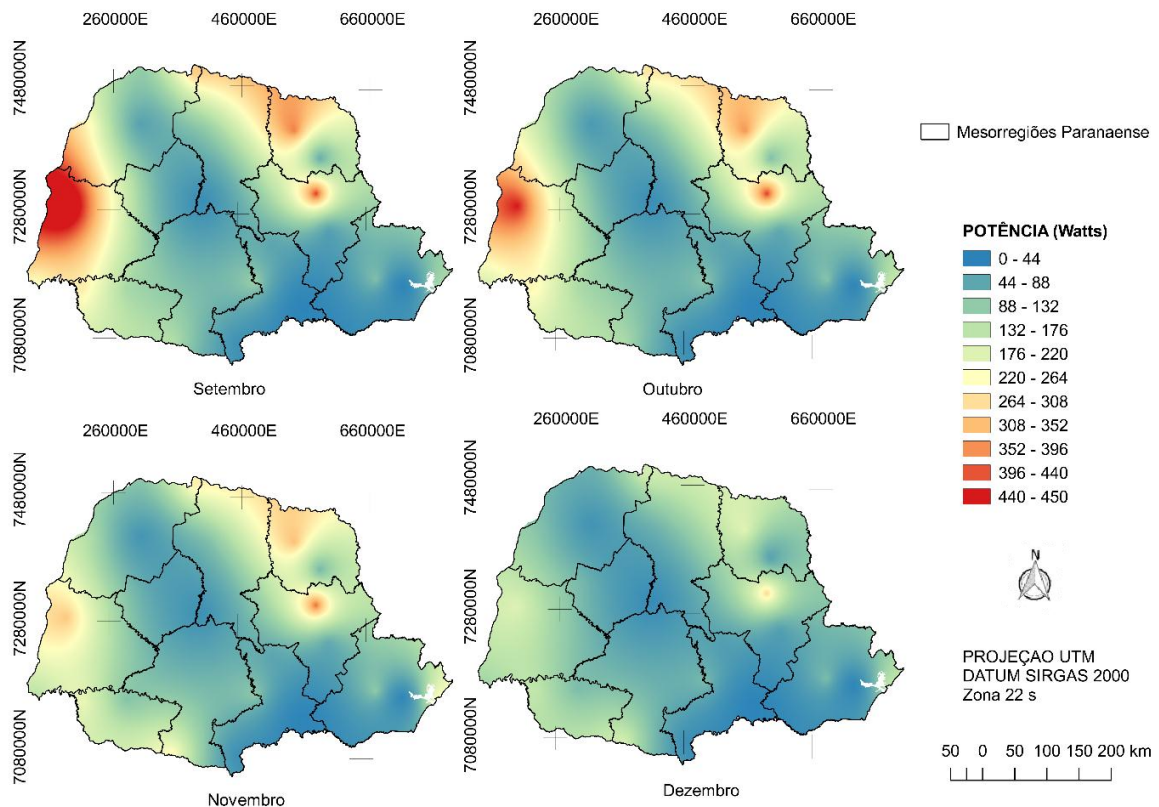 260000E 460000E 660000E
260000E 460000E 660000E
7480000N
7280000N
7080000N
7480000N
7280000N
7080000N
Setembro
Outubro
260000E 460000E 660000E
260000E 460000E 660000E
7480000N
7280000N
7080000N
7480000N
7280000N
7080000N
Novembro
Dezembro
Mesorregiões Paranaense
POTÊNCIA (Watts)
0 - 44
44 - 88
88 - 132
132 - 176
176 - 220
220 - 264
264 - 308
308 - 352
352 - 396
396 - 440
440 - 450
N
PROJEÇAO UTM
DATUM SIRGAS 2000
Zona 22 s
50 0 50 100 150 200 km